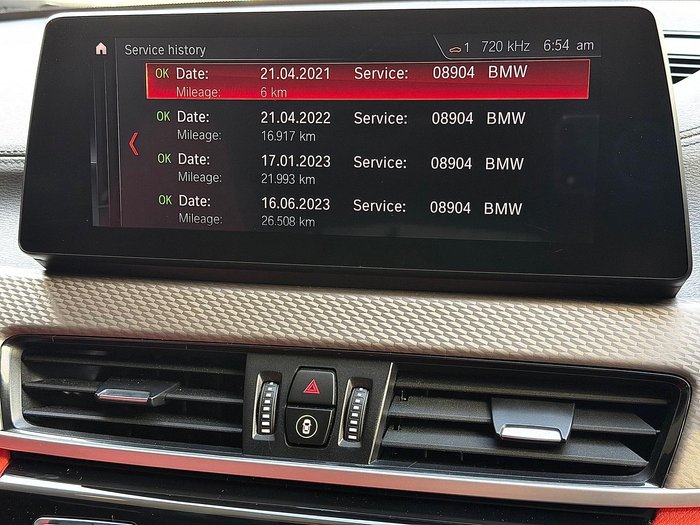 Service history 1 720 kHz 6:54 am
OK Date: 21.04.2021 Service: 08904 BMW
Mileage: 6 km
OK Date: 21.04.2022 Service: 08904 BMW
Mileage: 16.917 km
OK Date: 17.01.2023 Service: 08904 BMW
Mileage: 21.993 km
OK Date: 16.06.2023 Service: 08904 BMW
Mileage: 26.508 km